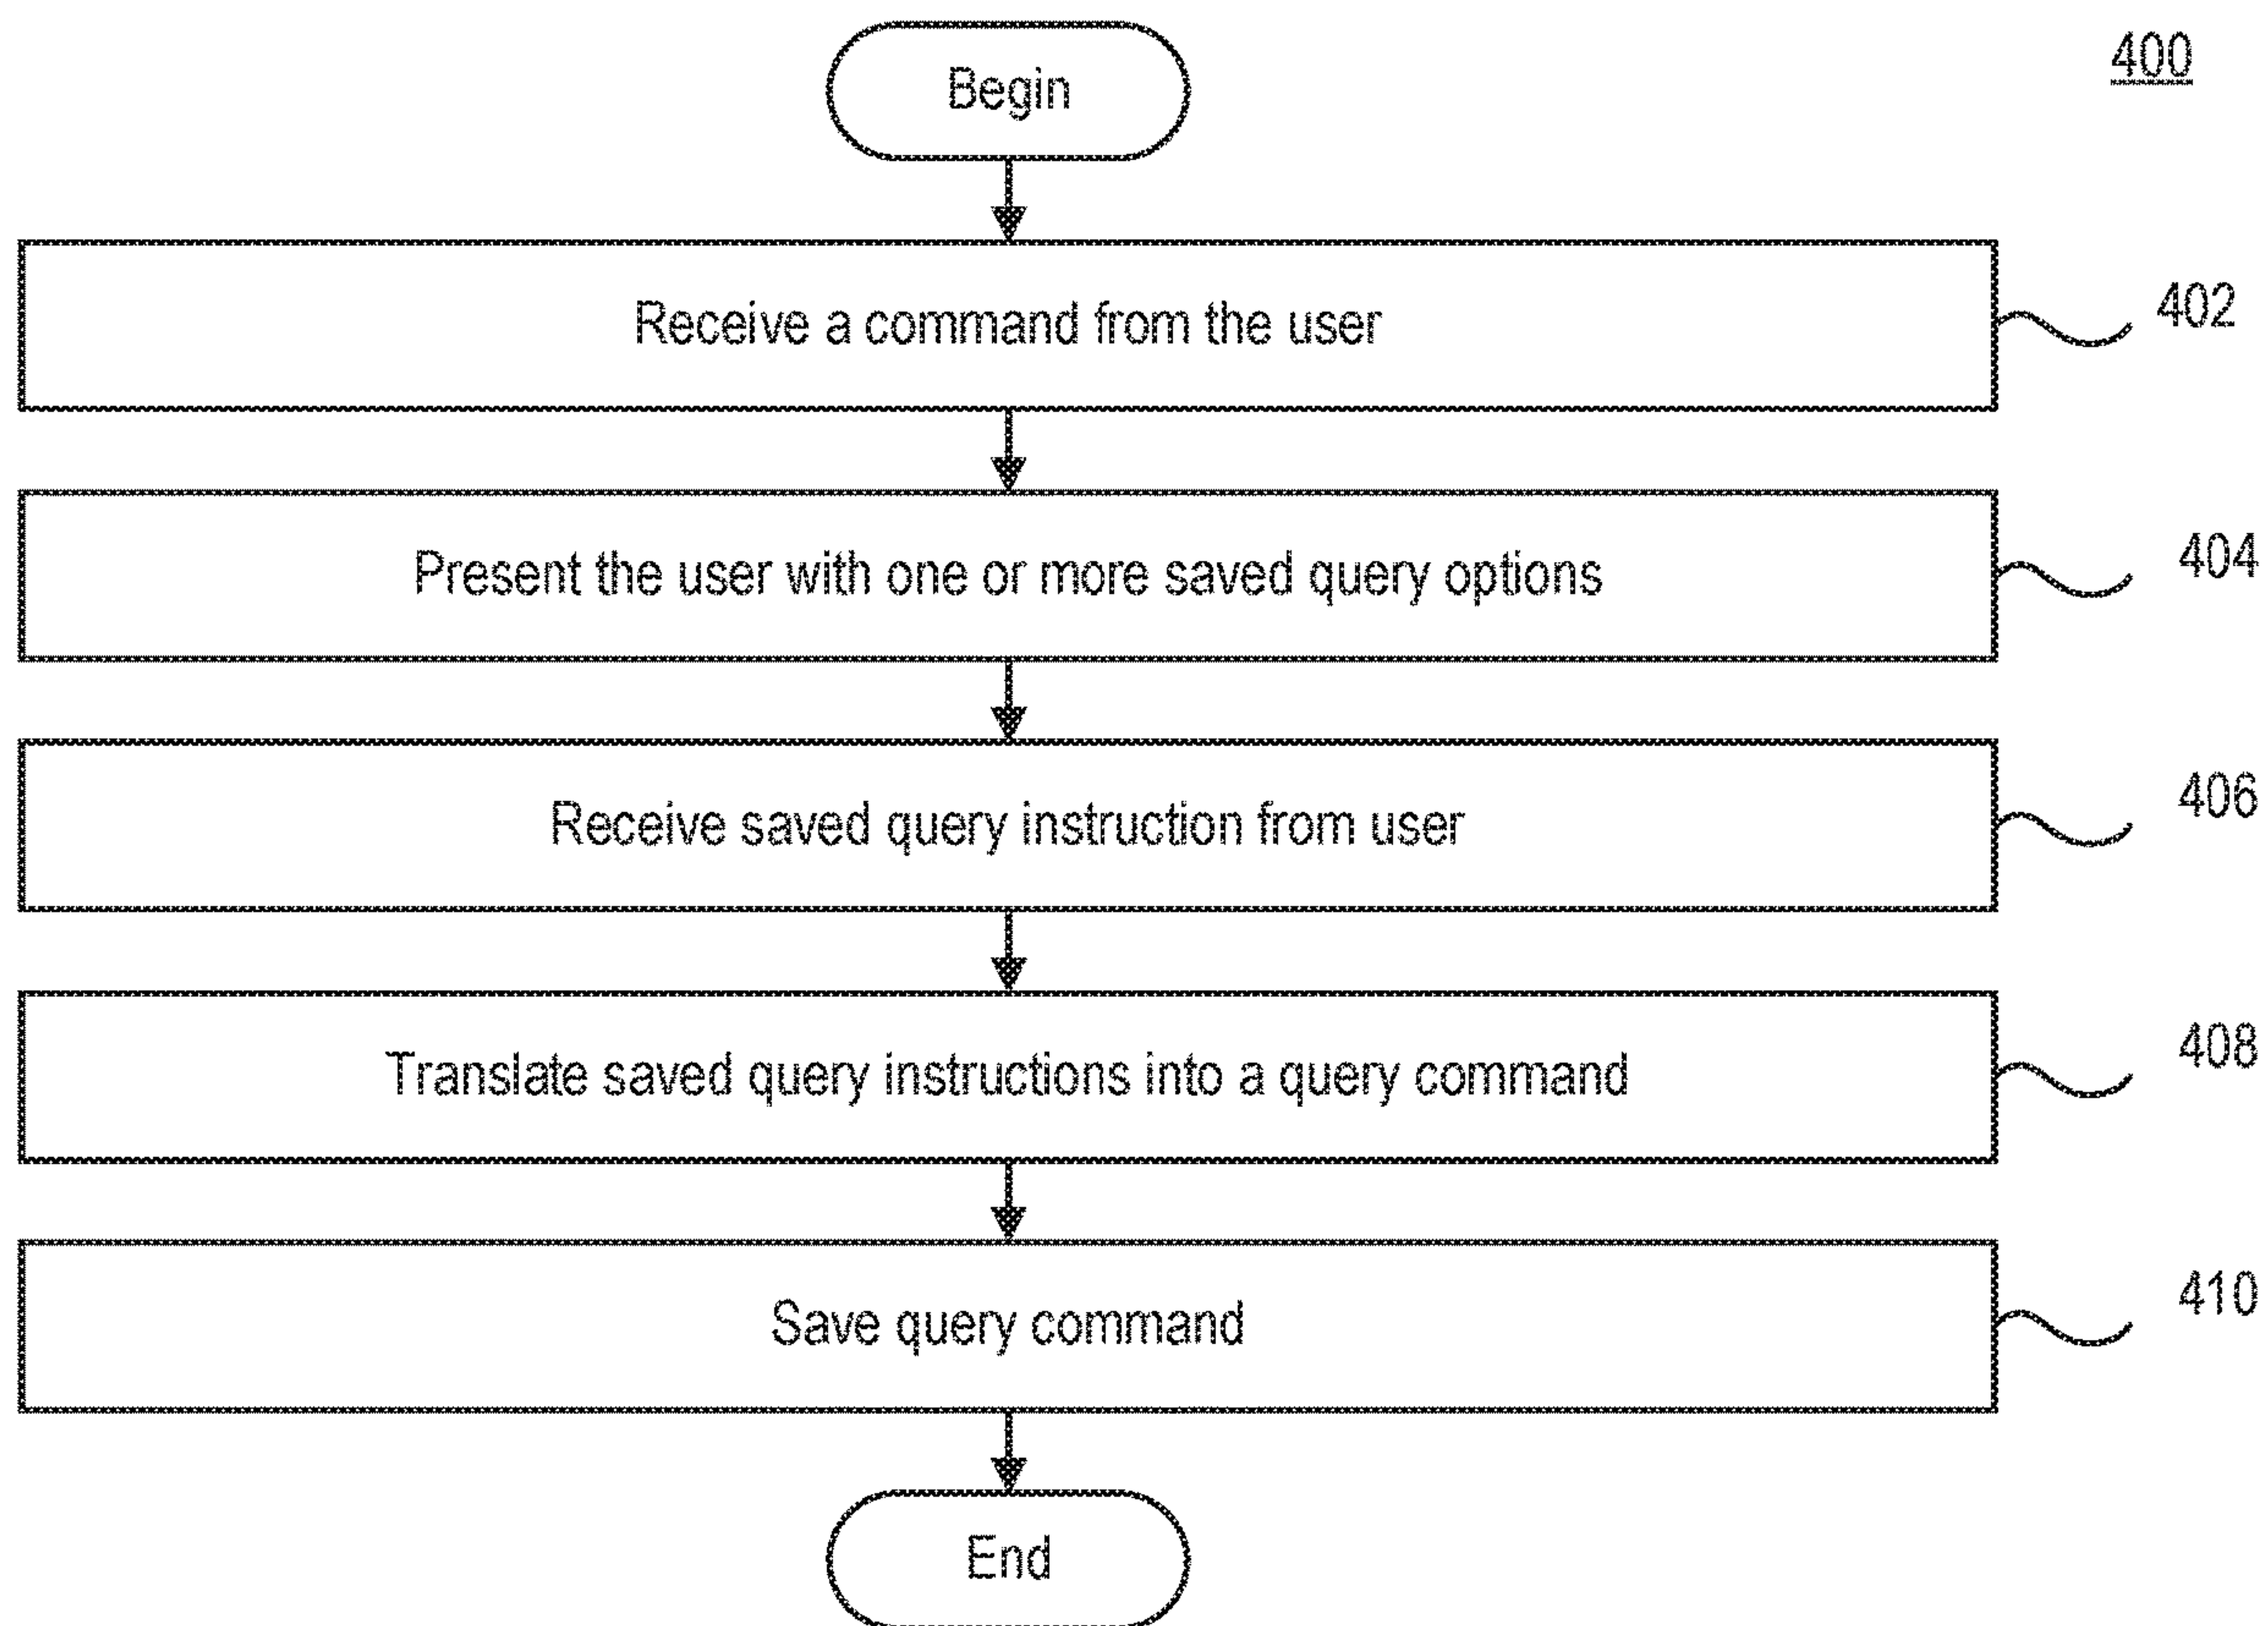 400
Begin
Receive a command from the user
402
Present the user with one or more saved query options
404
Receive saved query instruction from user
406
Translate saved query instructions into a query command
408
Save query command
410
End